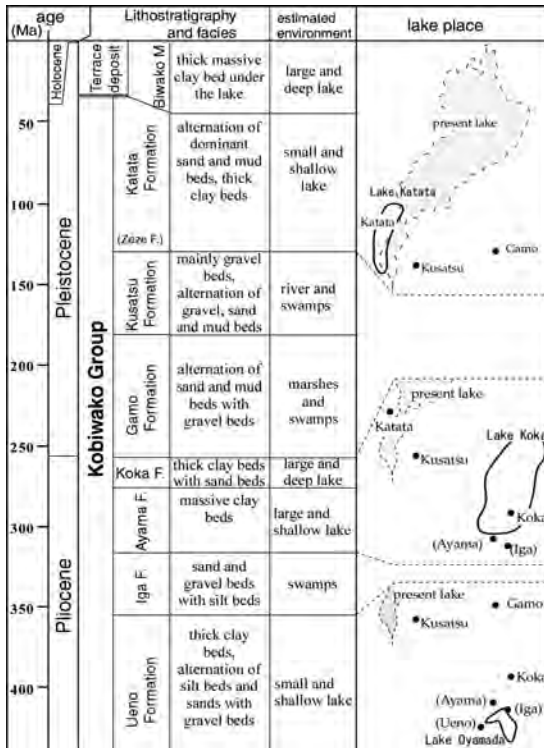 age
(Ma)
Lithostratigraphy
and facies
estimated
environment
lake place
Holocene
Pleistocene
Pliocene
50
100
150
200
250
300
350
400
Terrace
deposit
Kobiwako Group
Biwako M
thick massive
clay bed under
the lake
large and
deep lake
Katata
Formation
(Zeze F.)
alternation of
dominant
sand and mud
beds, thick
clay beds
small and
shallow
lake
Kusatsu
Formation
mainly gravel
beds,
alternation of
gravel, sand
and mud beds
river and
swamps
Gamo
Formation
alternation of
sand and mud
beds with
gravel beds
marshes
and
swamps
Koka F.
thick clay beds
with sand beds
large and
deep lake
Ayama F.
massive clay
beds
large and
shallow lake
Iga F.
sand and
gravel beds
with silt beds
swamps
Ueno
Formation
thick clay
beds,
alternation of
silt beds and
sands with
gravel beds
small and
shallow lake
present lake
Lake Katata
Katata
Gamo
Kusatsu
present lake
Katata
Lake Koka
Kusatsu
Koka
(Ayama)
(Iga)
present lake
Gamo
Kusatsu
Koka
(Ayama)
(Iga)
(Ueno)
Lake Oyamada